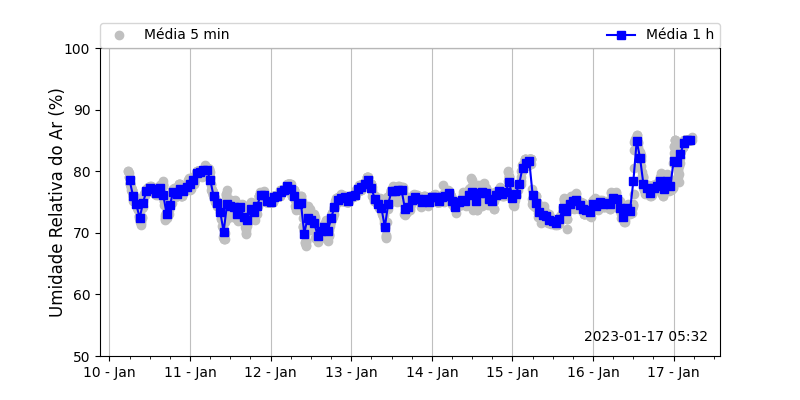 Média 5 min
Média 1 h
Umidade Relativa do Ar (%)
100
90
80
70
60
50
2023-01-17 05:32
10 - Jan
11 - Jan
12 - Jan
13 - Jan
14 - Jan
15 - Jan
16 - Jan
17 - Jan